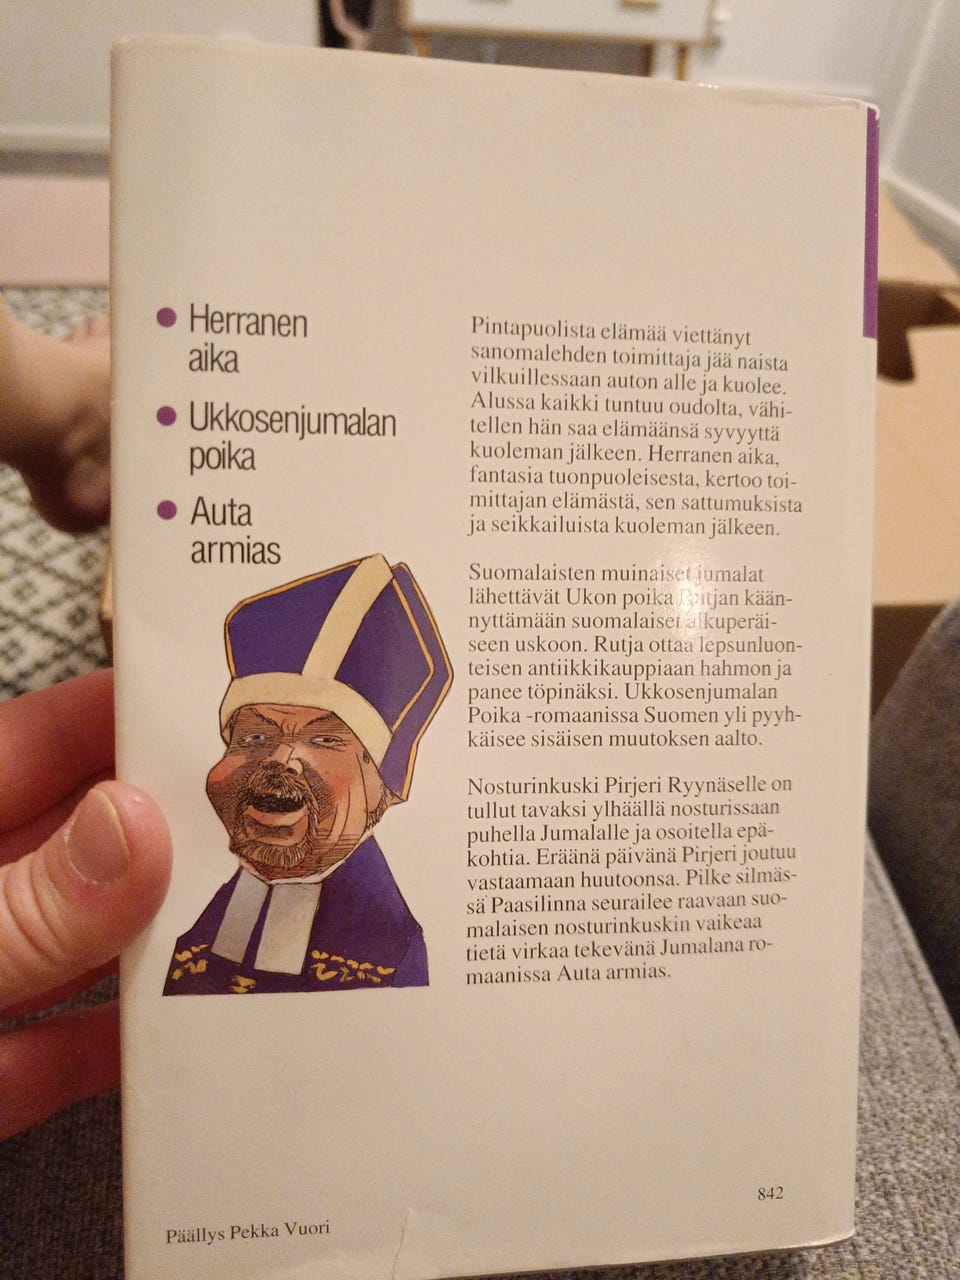 Herranen
aika
Ukkosenjumalan
poika
Auta
armias
Pintapuolista elämää viettänyt
sanomalehden toimittaja jää naista
vilkuillessaan auton alle ja kuolee.
Alussa kaikki tuntuu oudolta, vähi-
tellen hän saa elämäänsä syvyyttä
kuoleman jälkeen. Herranen aika,
fantasia tuonpuoleisesta, kertoo toi-
mittajan elämästä, sen sattumuksista
ja seikkailuista kuoleman jälkeen.
Suomalaisten muinaiset jumalat
lähettävät Ukon poika Rutjan kään-
nyttämään suomalaiset alkuperäi-
seen uskoon. Rutja ottaa lepsunluon-
teisen antiikkikauppiaan hahmon ja
panee töpinäksi. Ukkosenjumalan
Poika -romaanissa Suomen yli pyyh-
käisee sisäisen muutoksen aalto.
Nosturinkuski Pirjeri Ryynäselle on
tullut tavaksi ylhäällä nosturissaan
puhella Jumalalle ja osoitella epä-
kohtia. Eräänä päivänä Pirjeri joutuu
vastaamaan huutoonsa. Pilke silmäs-
sä Paasilinna seurailee raavaan suo-
malaisen nosturinkuskin vaikeaa
tietä virkaa tekevänä Jumalana ro-
maanissa Auta armias.
842
Päällys Pekka Vuori